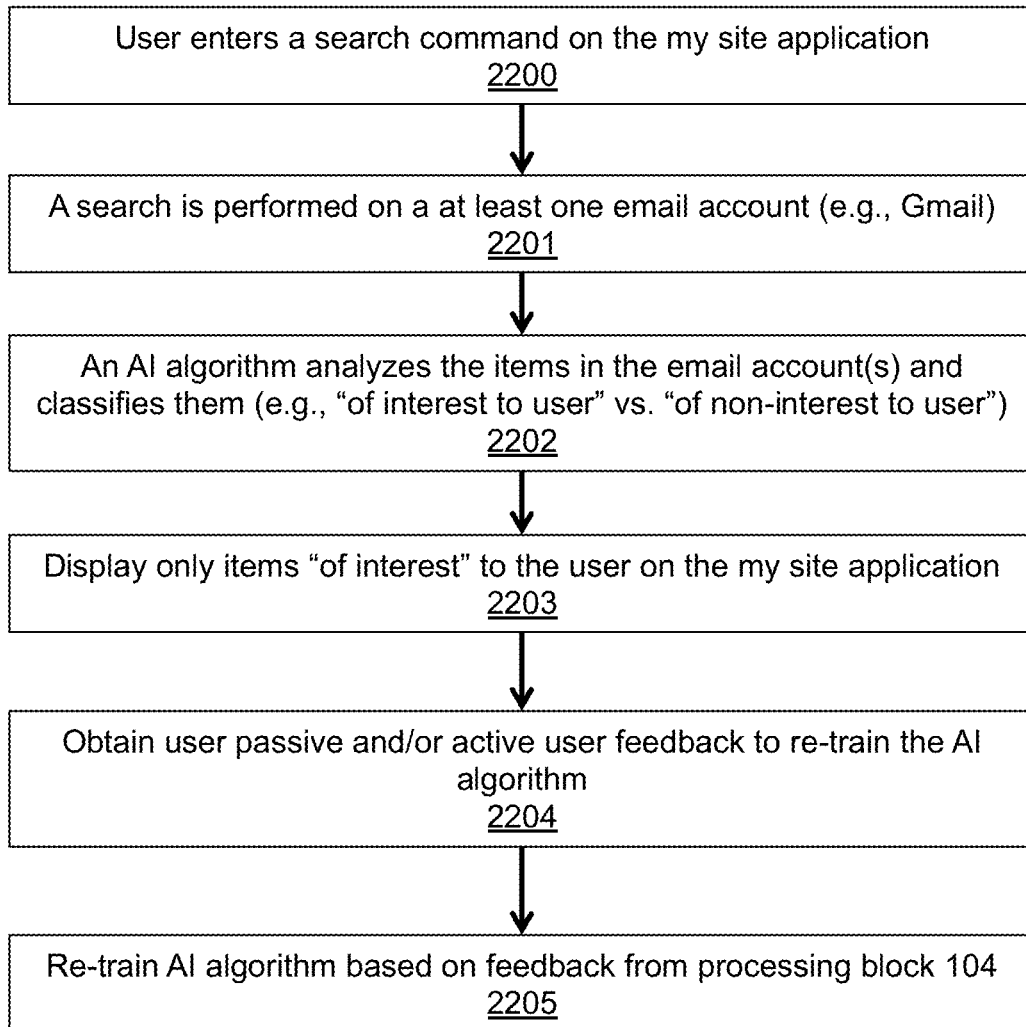 User enters a search command on the my site application
2200
A search is performed on a at least one email account (e.g., Gmail)
2201
An AI algorithm analyzes the items in the email account(s) and
classifies them (e.g., “of interest to user” vs. “of non-interest to user”)
2202
Display only items “of interest” to the user on the my site application
2203
Obtain user passive and/or active user feedback to re-train the AI
algorithm
2204
Re-train AI algorithm based on feedback from processing block 104
2205